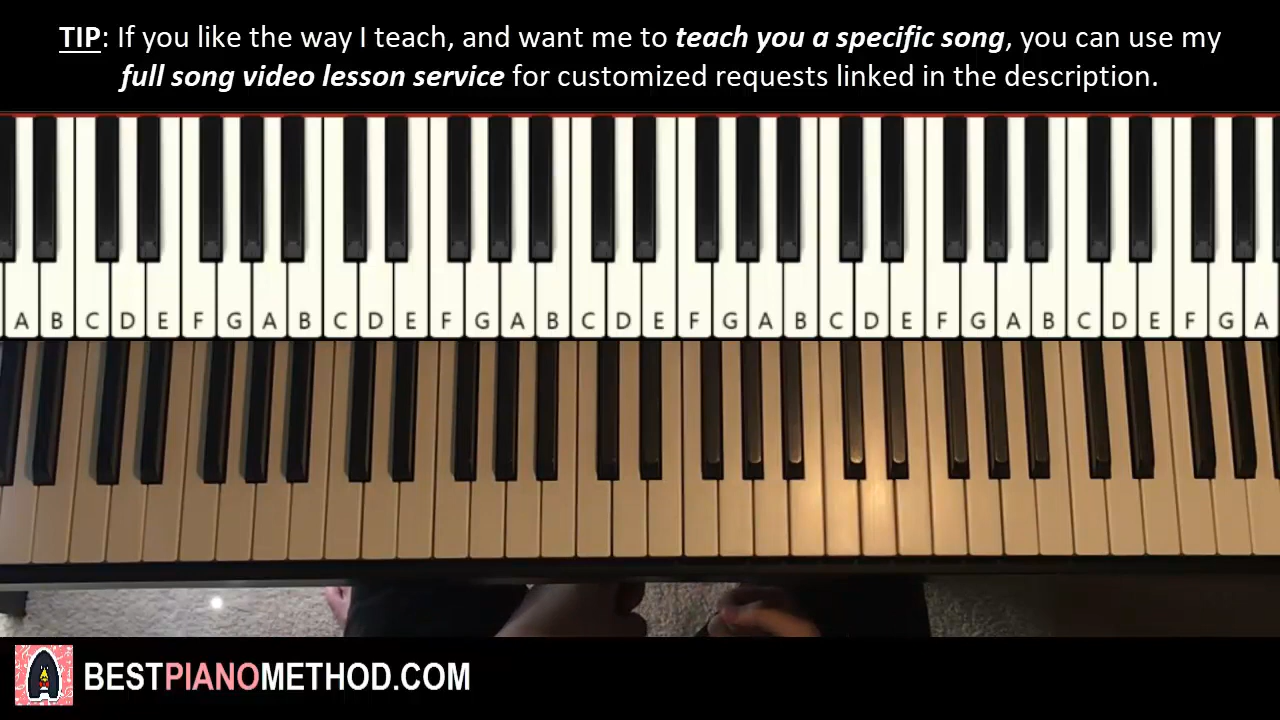 TIP: If you like the way I teach, and want me to teach you a specific song, you can use my
full song video lesson service for customized requests linked in the description.
A B C D E F G A B C D E F G A B C D E F G A B C D E F G A B C D E F G A
BESTPIANOMETHOD.COM